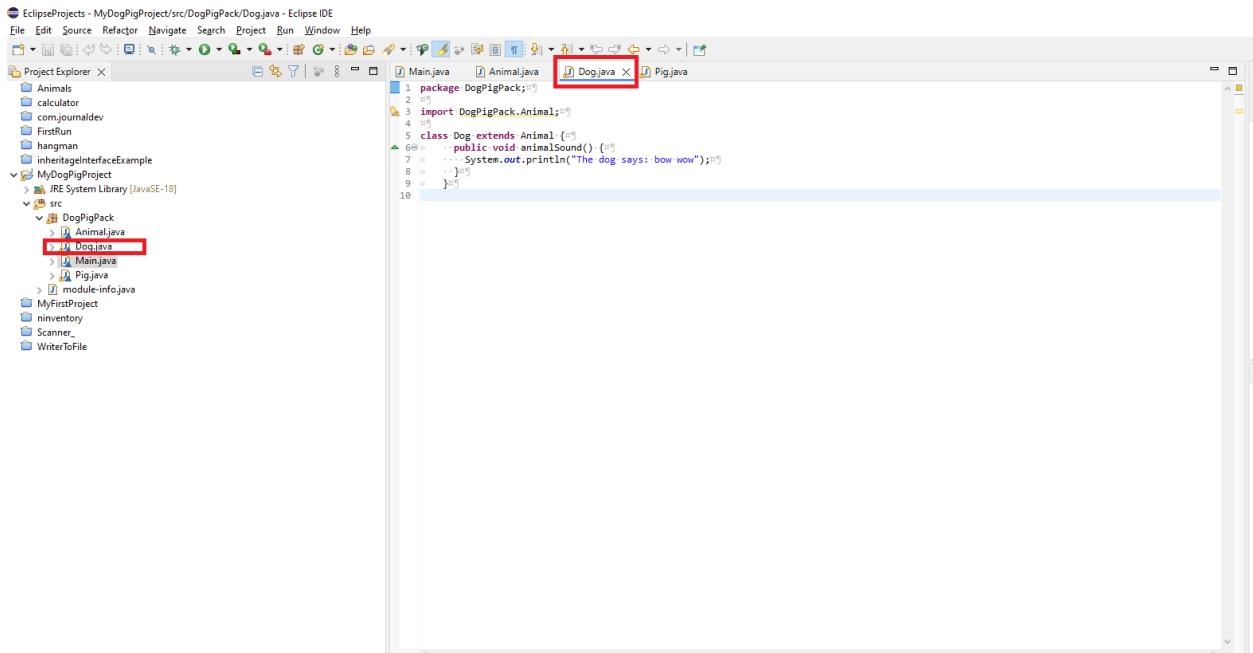 EclipseProjects - MyDogPigProject/src/DogPigPack/Dog.java - Eclipse IDE
File Edit Source Refactor Navigate Search Project Run Window Help
Project Explorer
Animals
calculator
com.journaldev
FirstRun
hangman
inheritageInterfaceExample
MyDogPigProject
JRE System Library [JavaSE-18]
src
DogPigPack
Animal.java
Dog.java
Main.java
Pig.java
module-info.java
MyFirstProject
ninventory
Scanner_
WriterToFile
Main.java Animal.java Dog.java Pig.java
1 package·DogPigPack;¤¶
2 ¤¶
3 import·DogPigPack.Animal;¤¶
4 ¤¶
5 class·Dog·extends·Animal·{¤¶
6 » ··public·void·animalSound()·{¤¶
7 » ····System.out.println("The·dog·says:·bow·wow");¤¶
8 » ··}¤¶
9 » }¤¶
10